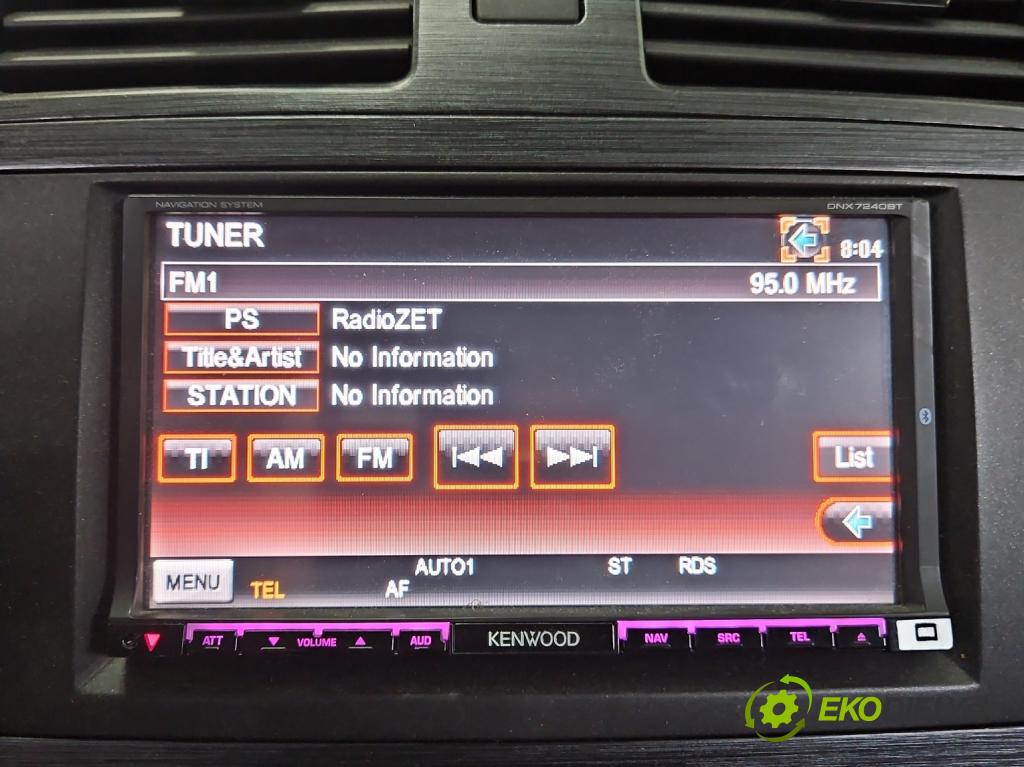 NAVIGATION SYSTEM DNX7240BT
TUNER 8:04
FM1 95.0 MHz
PS RadioZET
Title&Artist No Information
STATION No Information
TI AM FM List
AUTO1 ST RDS
MENU TEL AF
ATT VOLUME AUD KENWOOD NAV SRC TEL
EKO